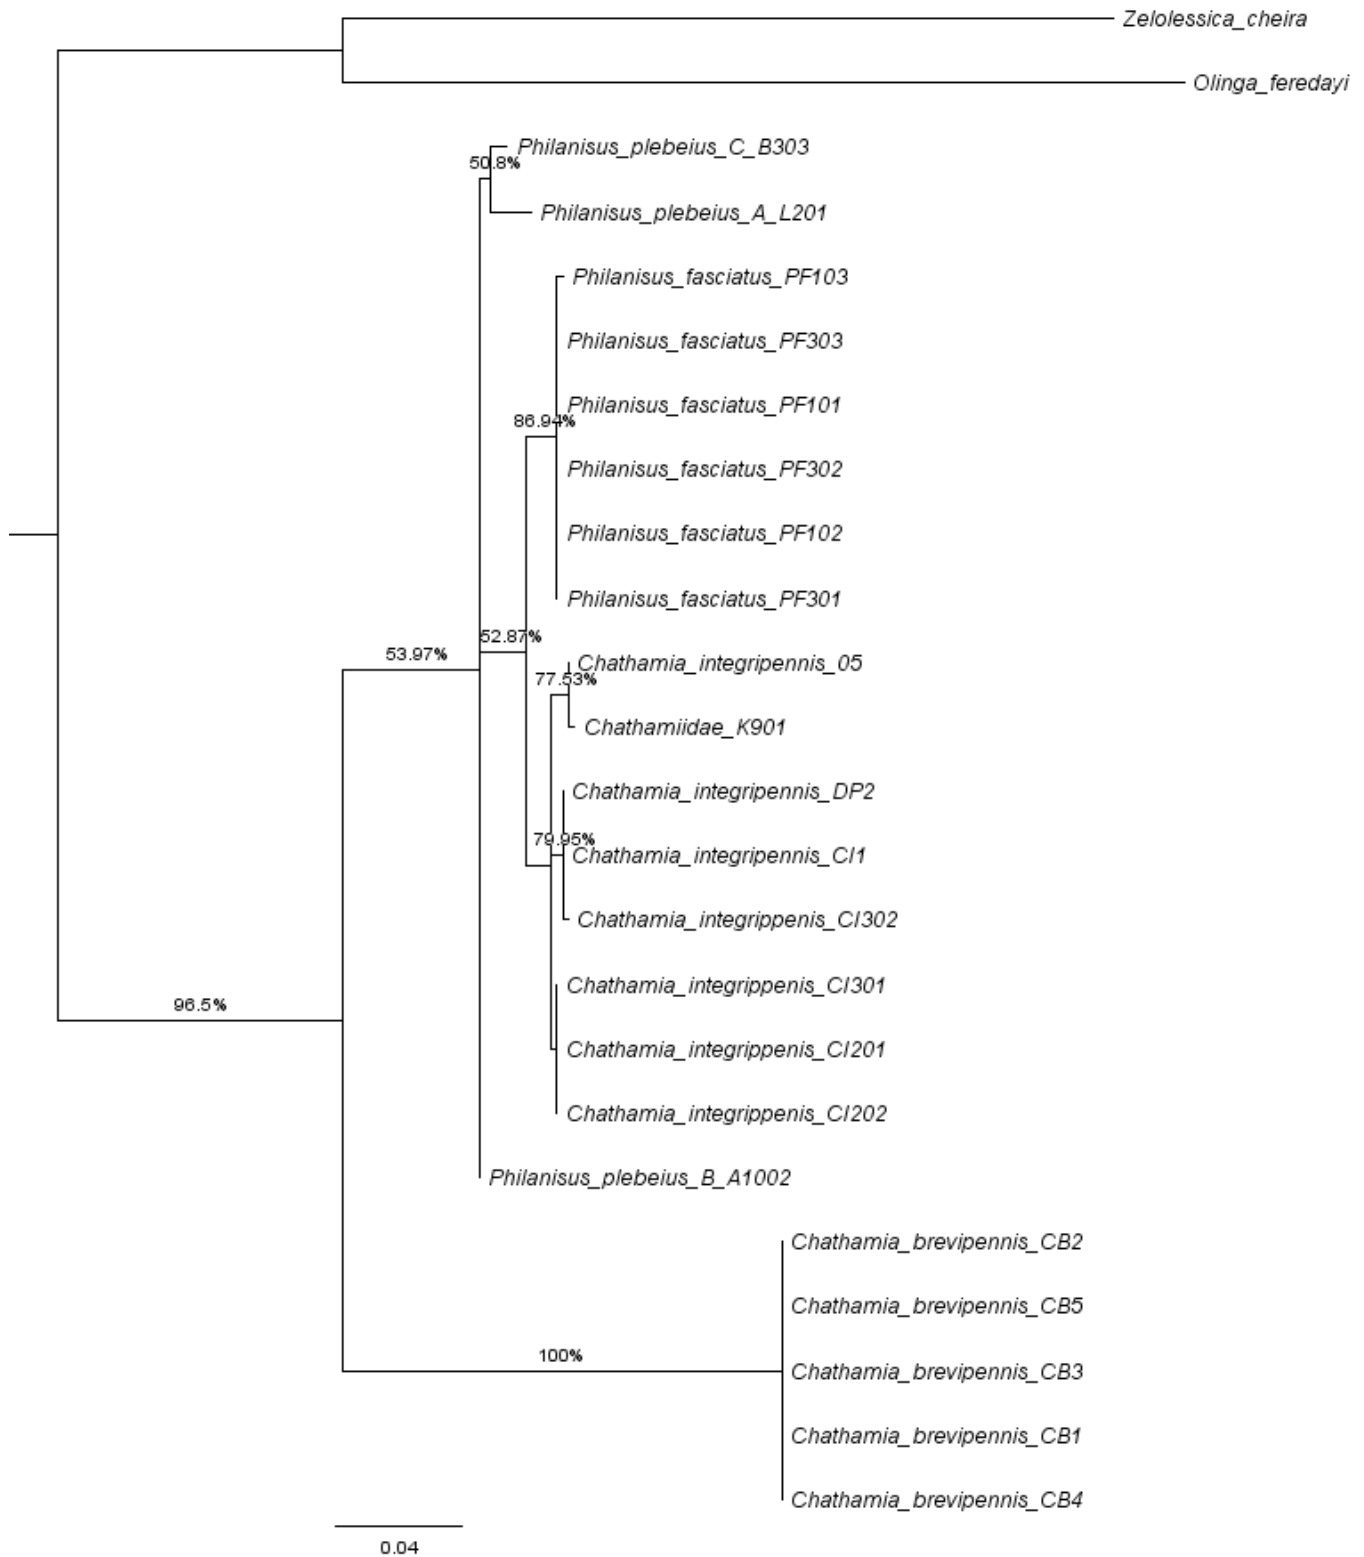 Zelolessica_cheira
Olinga_feredayi
Philanisus_plebeius_C_B303
50.8%
Philanisus_plebeius_A_L201
Philanisus_fasciatus_PF103
Philanisus_fasciatus_PF303
Philanisus_fasciatus_PF101
86.94%
Philanisus_fasciatus_PF302
Philanisus_fasciatus_PF102
Philanisus_fasciatus_PF301
52.87%
53.97%
Chathamia_integripennis_05
77.53%
Chathamiidae_K901
Chathamia_integripennis_DP2
79.95%
Chathamia_integripennis_CI1
Chathamia_integrippenis_CI302
Chathamia_integrippenis_CI301
96.5%
Chathamia_integrippenis_CI201
Chathamia_integrippenis_CI202
Philanisus_plebeius_B_A1002
Chathamia_brevipennis_CB2
Chathamia_brevipennis_CB5
100%
Chathamia_brevipennis_CB3
Chathamia_brevipennis_CB1
Chathamia_brevipennis_CB4
0.04